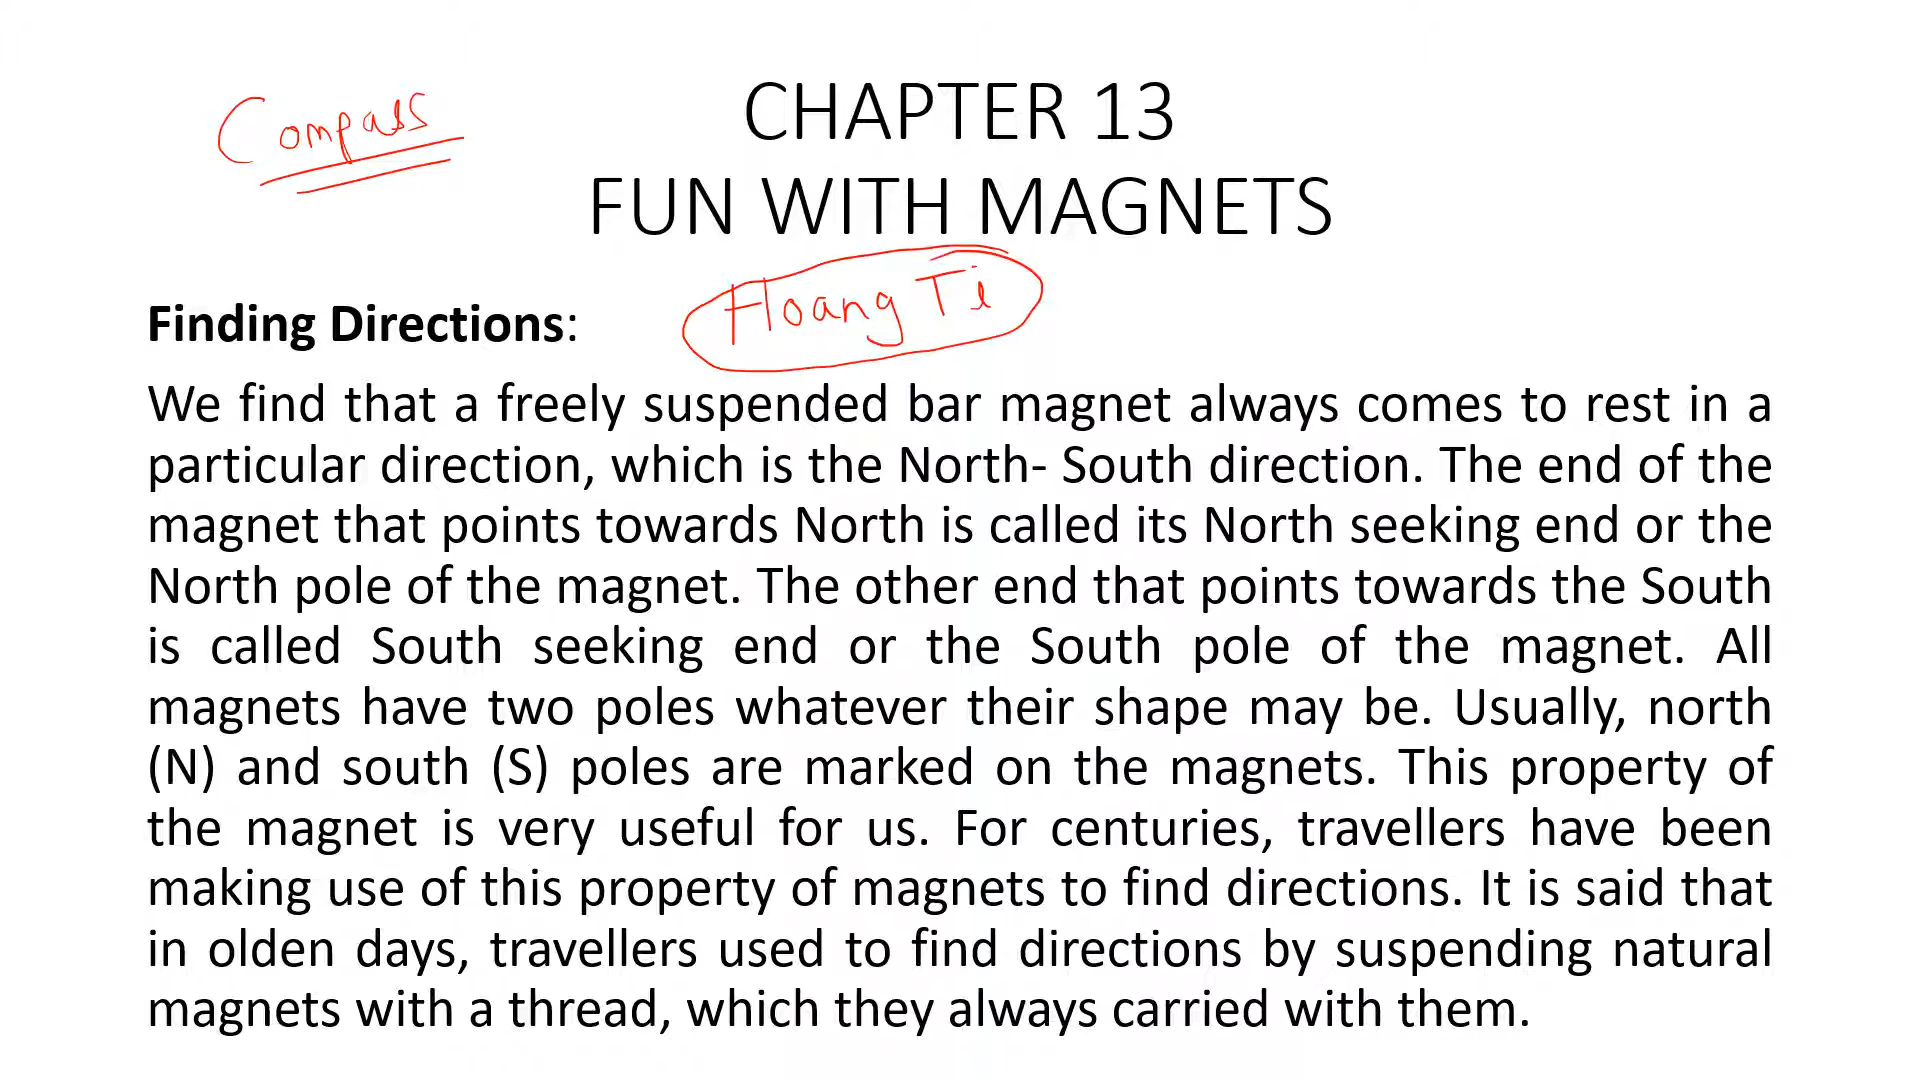 Compass
CHAPTER 13
FUN WITH MAGNETS
Hoang Ti
Finding Directions:
We find that a freely suspended bar magnet always comes to rest in a
particular direction, which is the North- South direction. The end of the
magnet that points towards North is called its North seeking end or the
North pole of the magnet. The other end that points towards the South
is called South seeking end or the South pole of the magnet. All
magnets have two poles whatever their shape may be. Usually, north
(N) and south (S) poles are marked on the magnets. This property of
the magnet is very useful for us. For centuries, travellers have been
making use of this property of magnets to find directions. It is said that
in olden days, travellers used to find directions by suspending natural
magnets with a thread, which they always carried with them.